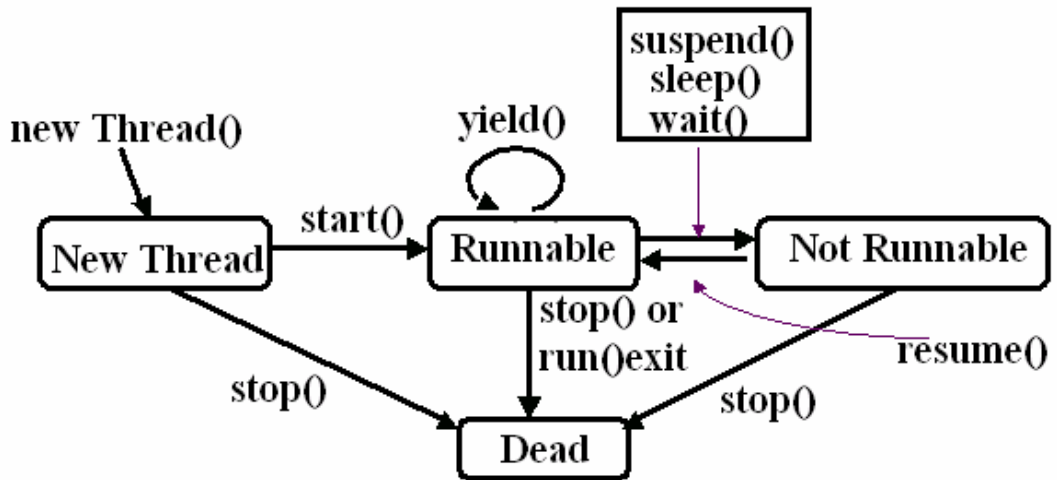 suspend()
sleep()
wait()
new Thread()
yield()
start()
New Thread
Runnable
Not Runnable
stop() or
run()exit
resume()
stop()
stop()
Dead